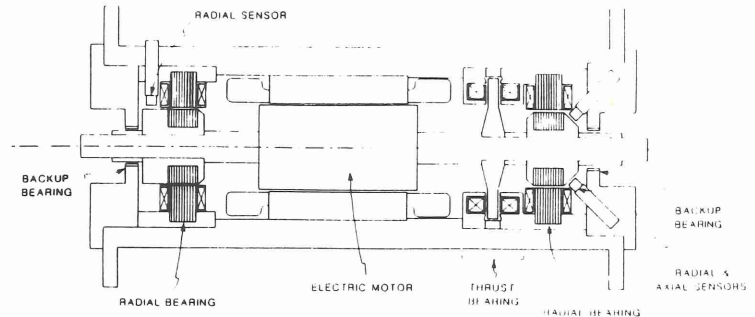 RADIAL SENSOR
BACKUP
BEARING
BACKUP
BEARING
RADIAL &
AXIAL SENSORS
ELECTRIC MOTOR
THRUST
BEARING
RADIAL BEARING
RADIAL BEARING